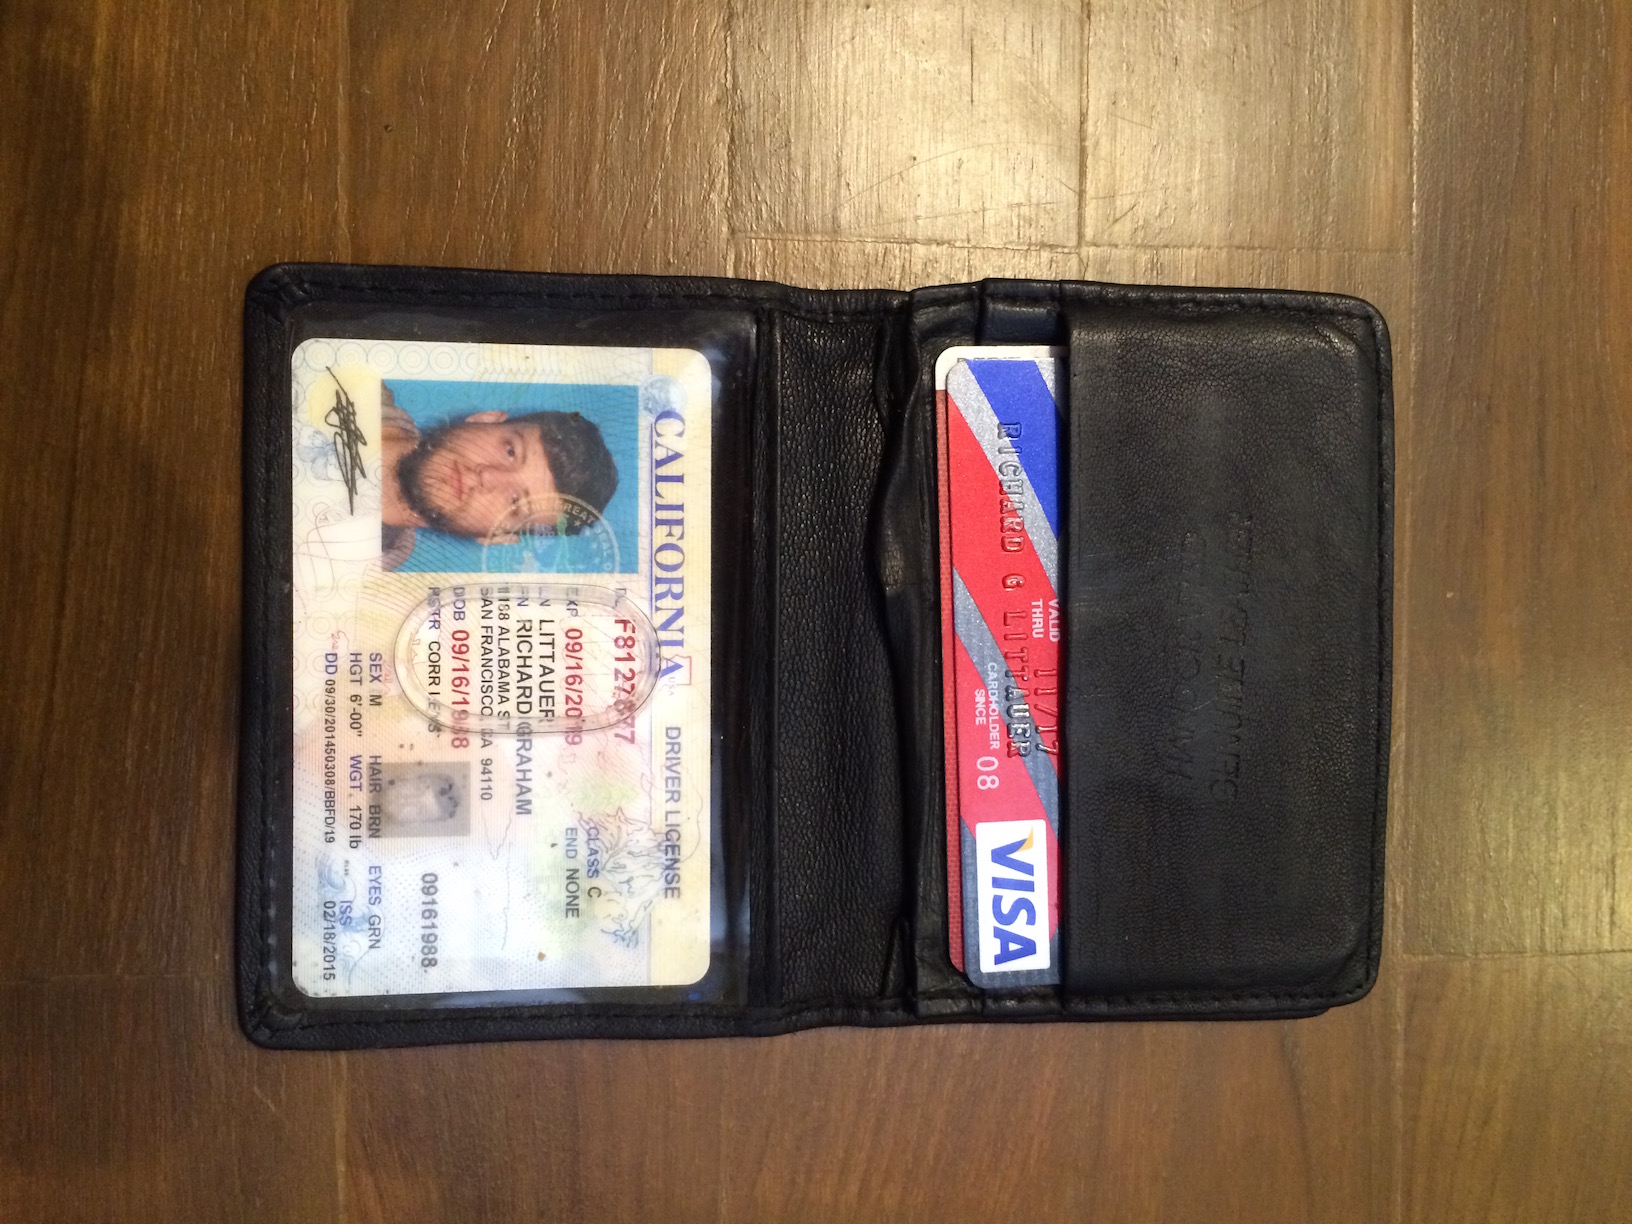 CALIFORNIA USA DRIVER LICENSE
CLASS C
EXP 09/16/2019 END NONE
LN LITTAUER
FN RICHARD GRAHAM
1188 ALABAMA ST
SAN FRANCISCO, CA 94110
DOB 09/16/1988
RSTR CORR LENS
09161988
SEX M HAIR BRN EYES GRN
HGT 6'-00" WGT 170 lb
ISS
DD 09/30/201450308/BBFD/19 02/18/2015
VALID THRU 11/17
RICHARD G LITTAUER
CARDHOLDER SINCE 08
VISA